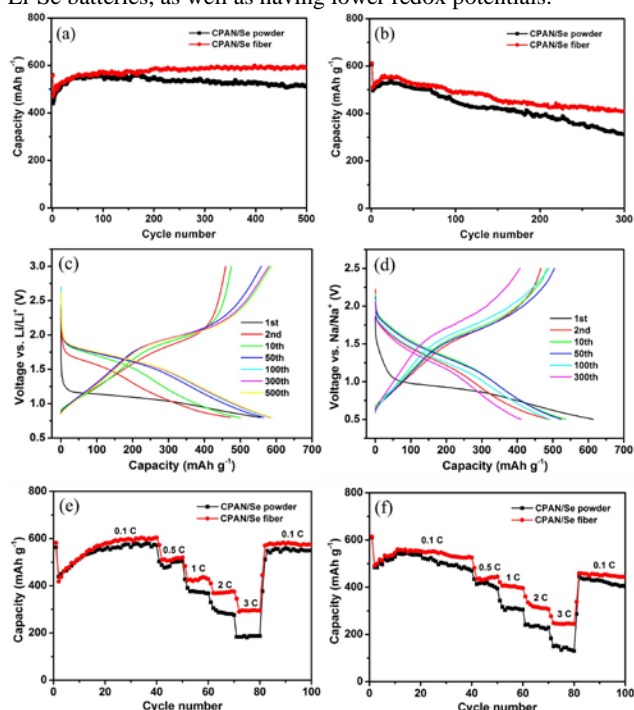 Li-Se batteries, as well as having lower redox potentials.
(a)
CPAN/Se powder
CPAN/Se fiber
Capacity (mAh g⁻¹)
800
600
400
200
0
0 100 200 300 400 500
Cycle number
(b)
CPAN/Se powder
CPAN/Se fiber
Capacity (mAh g⁻¹)
800
600
400
200
0
0 100 200 300
Cycle number
(c)
Voltage vs. Li/Li⁺ (V)
3.0
2.5
2.0
1.5
1.0
0.5
1st
2nd
10th
50th
100th
300th
500th
0 100 200 300 400 500 600 700
Capacity (mAh g⁻¹)
(d)
Voltage vs. Na/Na⁺ (V)
2.5
2.0
1.5
1.0
0.5
1st
2nd
10th
50th
100th
300th
0 100 200 300 400 500 600 700
Capacity (mAh g⁻¹)
(e)
CPAN/Se powder
CPAN/Se fiber
Capacity (mAh g⁻¹)
800
600
400
200
0
0.1 C
0.5 C
1 C
2 C
3 C
0.1 C
0 20 40 60 80 100
Cycle number
(f)
CPAN/Se powder
CPAN/Se fiber
Capacity (mAh g⁻¹)
800
600
400
200
0
0.1 C
0.5 C
1 C
2 C
3 C
0.1 C
0 20 40 60 80 100
Cycle number